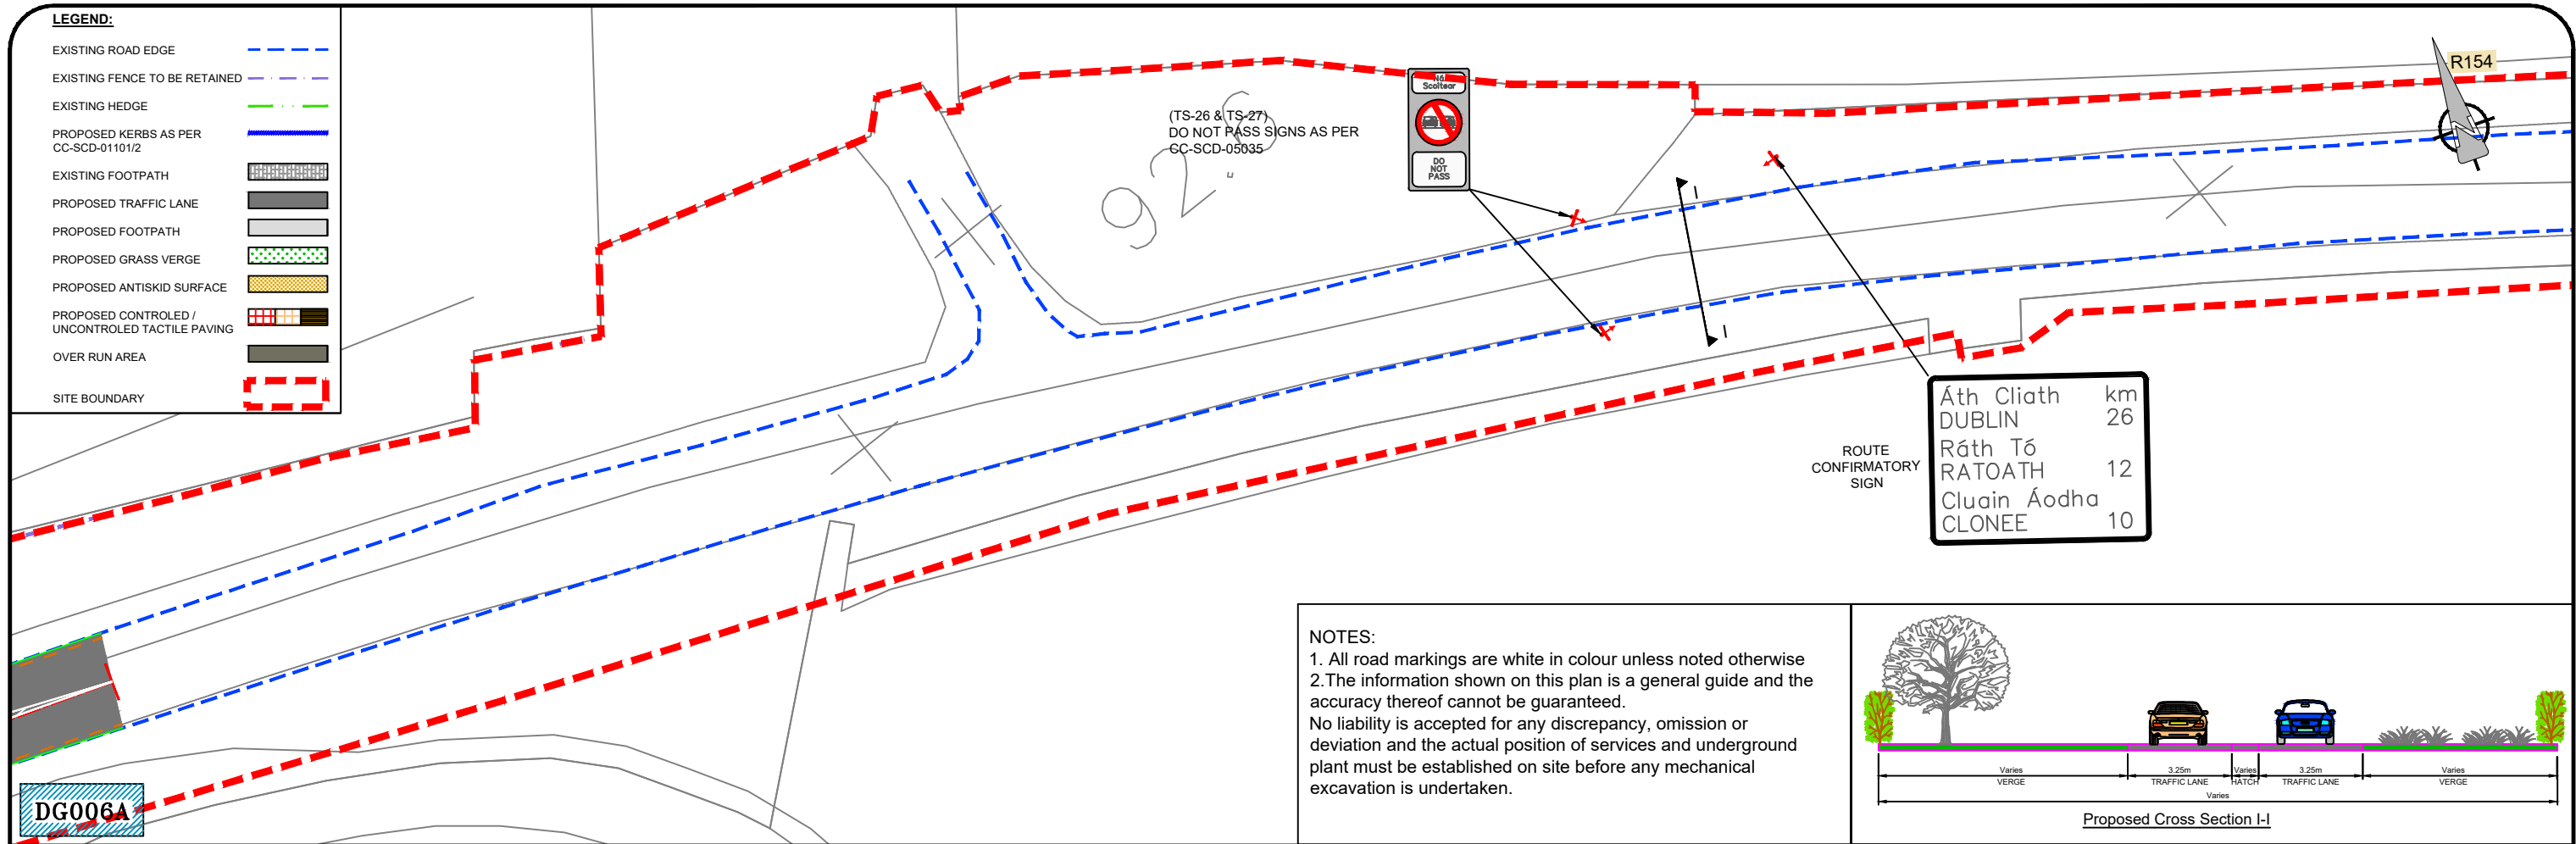 LEGEND:
EXISTING ROAD EDGE
EXISTING FENCE TO BE RETAINED
EXISTING HEDGE
PROPOSED KERBS AS PER
CC-SCD-01101/2
EXISTING FOOTPATH
PROPOSED TRAFFIC LANE
PROPOSED FOOTPATH
PROPOSED GRASS VERGE
PROPOSED ANTISKID SURFACE
PROPOSED CONTROLED /
UNCONTROLED TACTILE PAVING
OVER RUN AREA
SITE BOUNDARY
(TS-26 & TS-27)
DO NOT PASS SIGNS AS PER
CC-SCD-05035
Ná
Scoitear
DO
NOT
PASS
I
I
R154
ROUTE
CONFIRMATORY
SIGN
Áth Cliath km
DUBLIN 26
Ráth Tó
RATOATH 12
Cluain Áodha
CLONEE 10
DG006A
NOTES:
1. All road markings are white in colour unless noted otherwise
2.The information shown on this plan is a general guide and the
accuracy thereof cannot be guaranteed.
No liability is accepted for any discrepancy, omission or
deviation and the actual position of services and underground
plant must be established on site before any mechanical
excavation is undertaken.
Varies 3.25m Varies 3.25m Varies
VERGE TRAFFIC LANE HATCH TRAFFIC LANE VERGE
Varies
Proposed Cross Section I-I